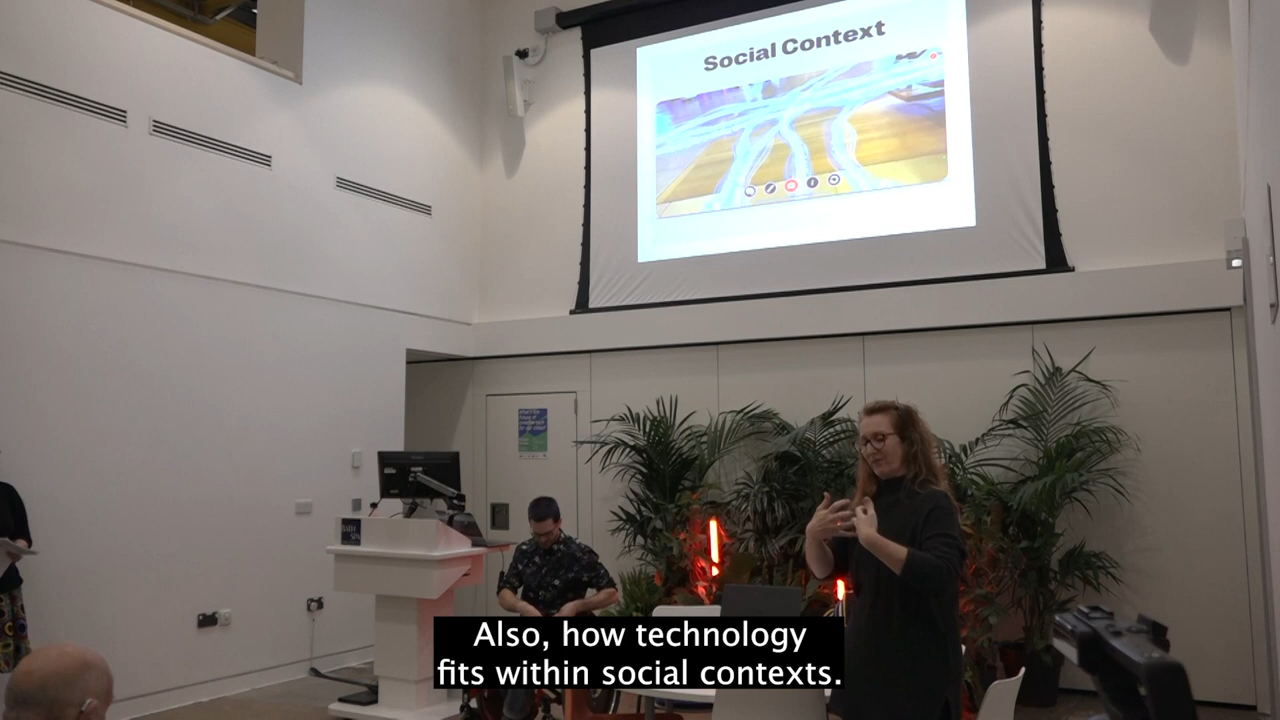 Social Context
Also, how technology
fits within social contexts.